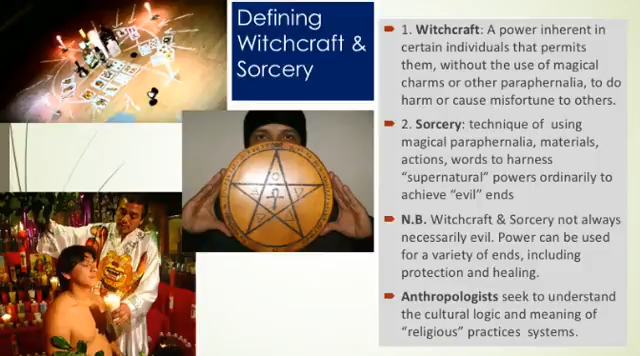 Defining
Witchcraft &
Sorcery
1. Witchcraft: A power inherent in
certain individuals that permits
them, without the use of magical
charms or other paraphernalia, to do
harm or cause misfortune to others.
2. Sorcery: technique of using
magical paraphernalia, materials,
actions, words to harness
“supernatural” powers ordinarily to
achieve “evil” ends
N.B. Witchcraft & Sorcery not always
necessarily evil. Power can be used
for a variety of ends, including
protection and healing.
Anthropologists seek to understand
the cultural logic and meaning of
“religious” practices systems.